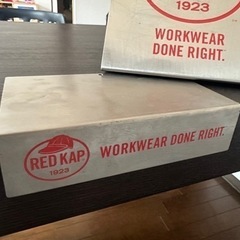 1923
WORKWEAR
DONE RIGHT.
RED KAP
1923
WORKWEAR DONE RIGHT.